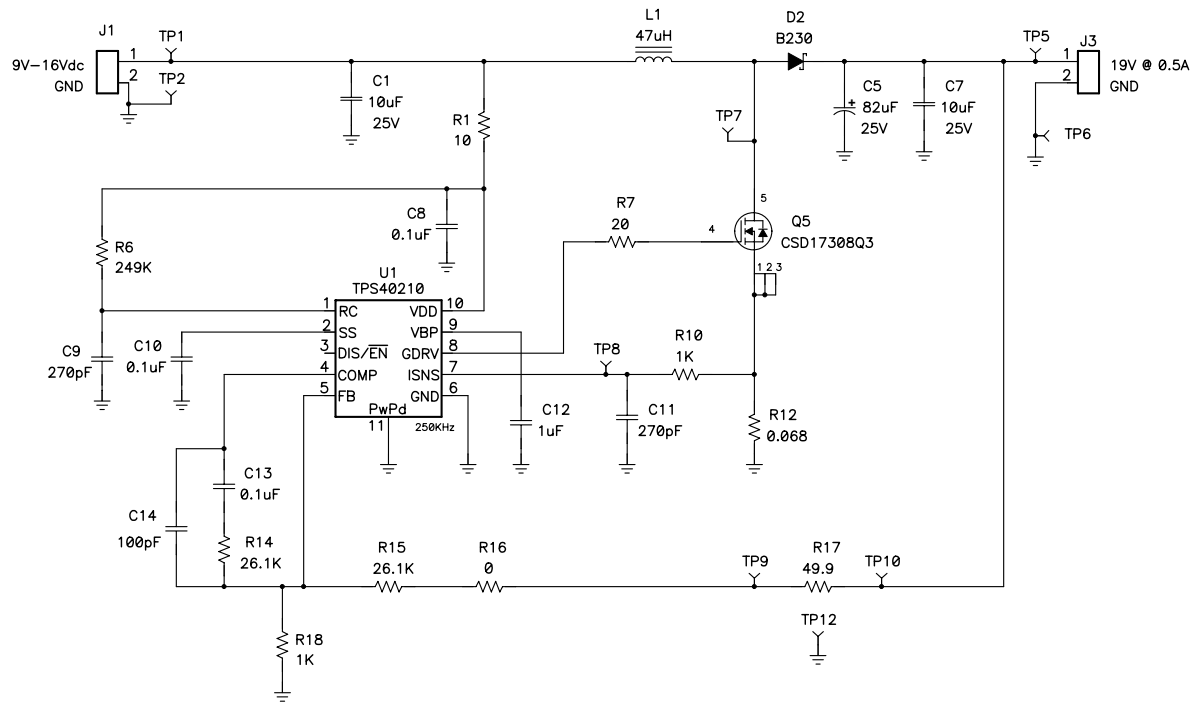 J1
9V-16Vdc
GND
1
2
TP1
TP2
C1
10uF
25V
R1
10
L1
47uH
D2
B230
TP7
C5
+
82uF
25V
C7
10uF
25V
TP5
J3
1
2
19V @ 0.5A
GND
TP6
R6
249K
C8
0.1uF
R7
20
5
4
Q5
CSD17308Q3
1 2 3
U1
TPS40210
1 RC
2 SS
3 DIS/EN
4 COMP
5 FB
VDD 10
VBP 9
GDRV 8
ISNS 7
GND 6
PwPd
11
250KHz
C9
270pF
C10
0.1uF
TP8
R10
1K
C12
1uF
C11
270pF
R12
0.068
C13
0.1uF
C14
100pF
R14
26.1K
R15
26.1K
R16
0
TP9
R17
49.9
TP10
TP12
R18
1K